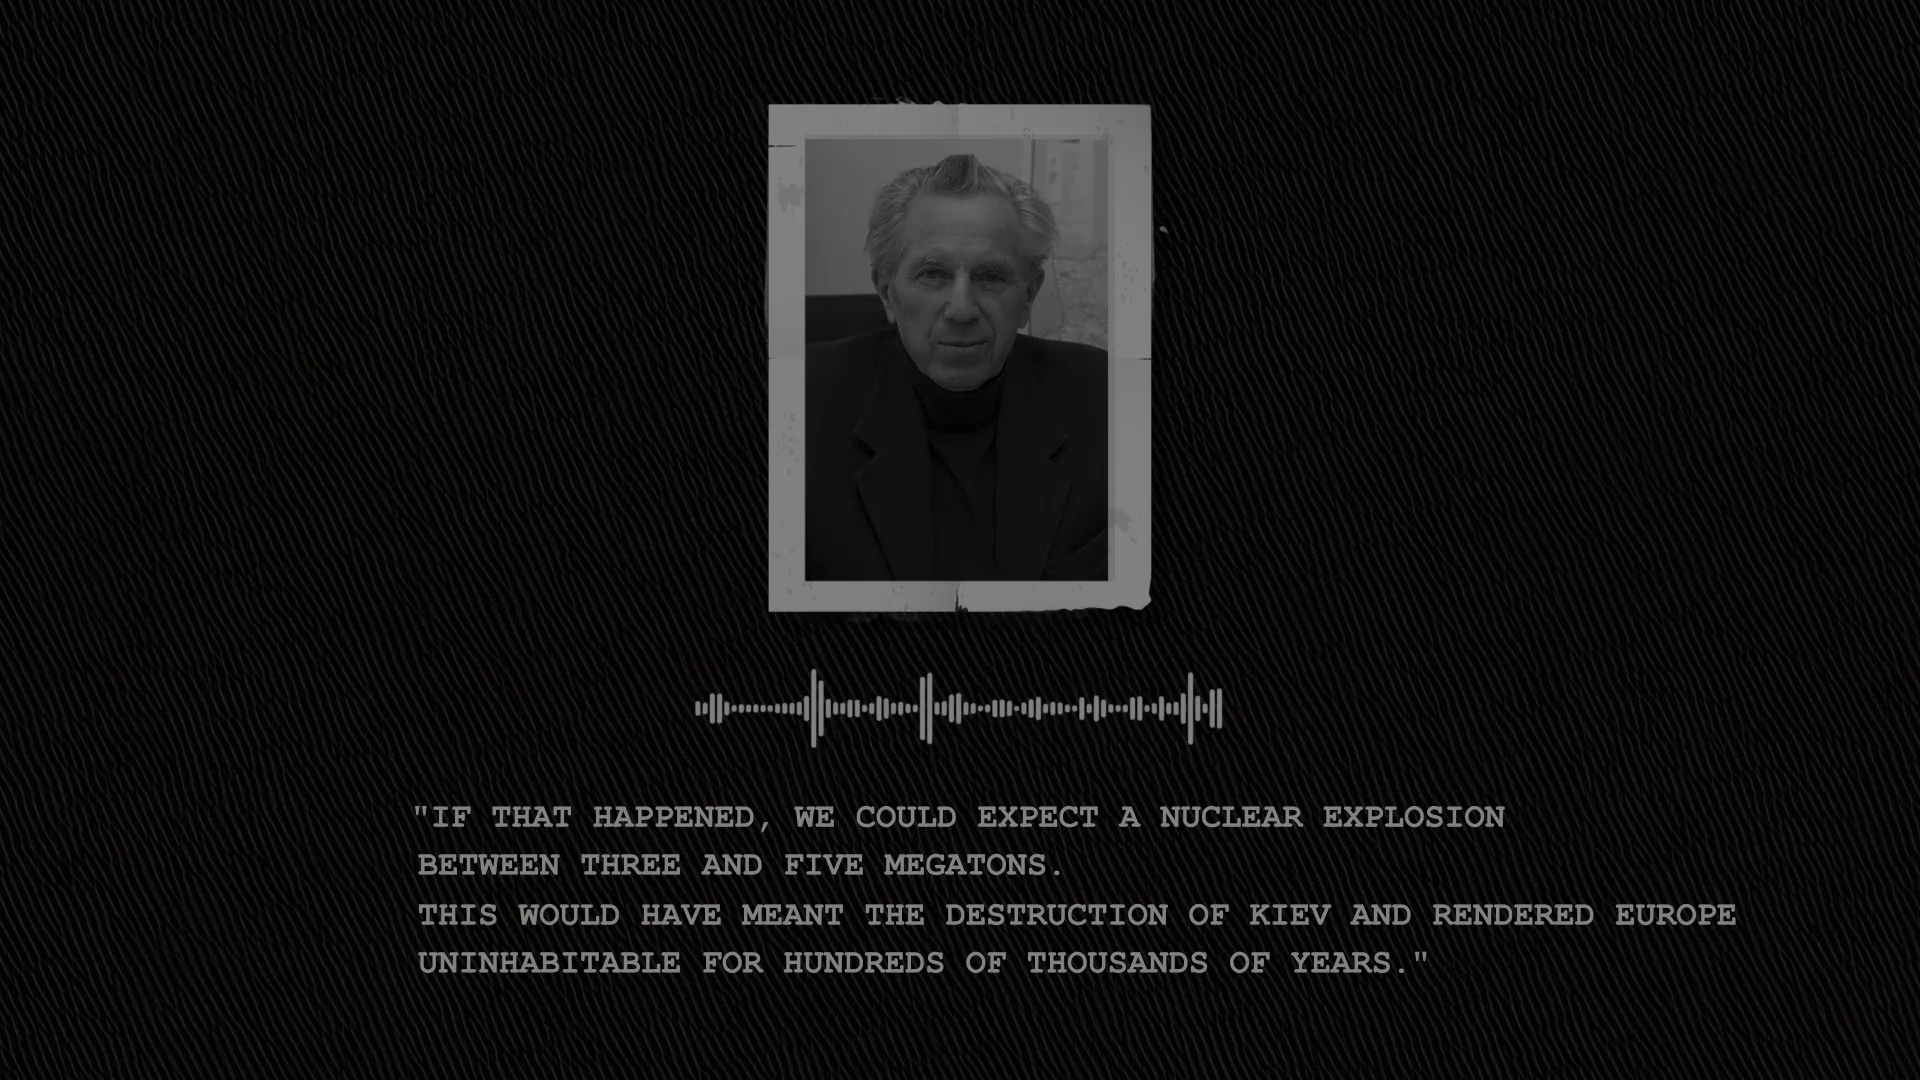 "IF THAT HAPPENED, WE COULD EXPECT A NUCLEAR EXPLOSION
BETWEEN THREE AND FIVE MEGATONS.
THIS WOULD HAVE MEANT THE DESTRUCTION OF KIEV AND RENDERED EUROPE
UNINHABITABLE FOR HUNDREDS OF THOUSANDS OF YEARS."